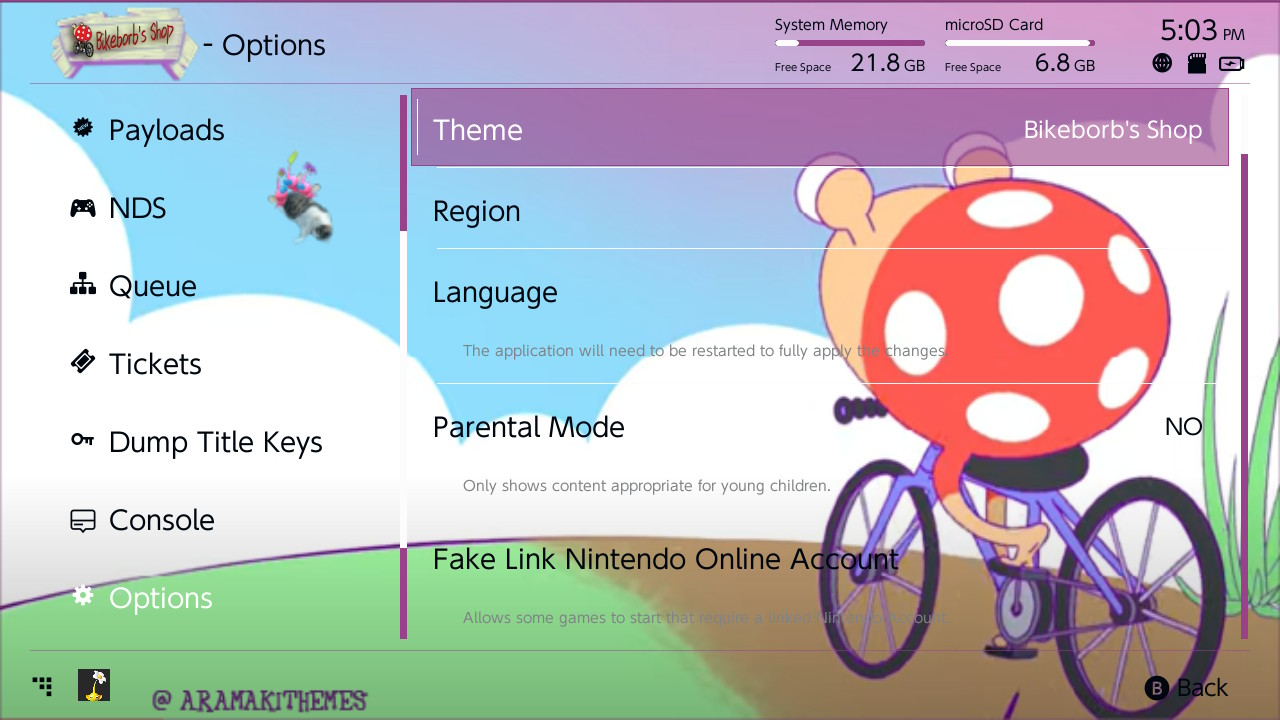 Bikeborb's Shop
- Options
System Memory
Free Space 21.8 GB
microSD Card
Free Space 6.8 GB
5:03 PM
Payloads
NDS
Queue
Tickets
Dump Title Keys
Console
Options
Theme
Bikeborb's Shop
Region
Language
The application will need to be restarted to fully apply the changes.
Parental Mode
NO
Only shows content appropriate for young children.
Fake Link Nintendo Online Account
Allows some games to start that require a linked Nintendo account.
@ ARAMAKITHEMES
B Back